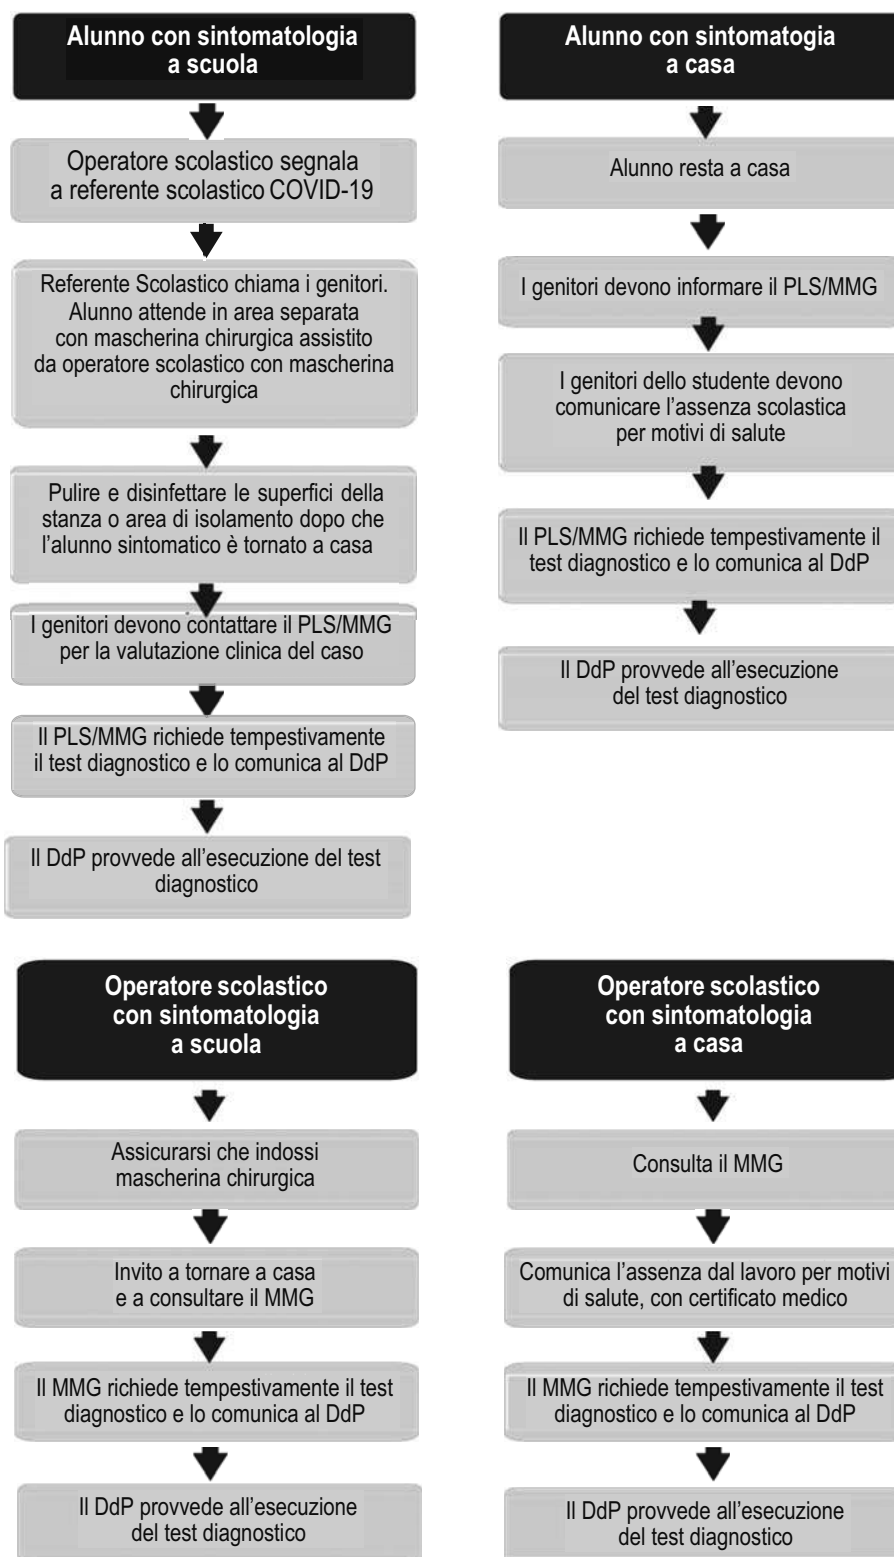 Alunno con sintomatologia
a scuola
Operatore scolastico segnala
a referente scolastico COVID-19
Referente Scolastico chiama i genitori.
Alunno attende in area separata
con mascherina chirurgica assistito
da operatore scolastico con mascherina
chirurgica
Pulire e disinfettare le superfici della
stanza o area di isolamento dopo che
l'alunno sintomatico è tornato a casa
I genitori devono contattare il PLS/MMG
per la valutazione clinica del caso
Il PLS/MMG richiede tempestivamente
il test diagnostico e lo comunica al DdP
Il DdP provvede all'esecuzione del test
diagnostico
Alunno con sintomatogia
a casa
Alunno resta a casa
I genitori devono informare il PLS/MMG
I genitori dello studente devono
comunicare l'assenza scolastica
per motivi di salute
Il PLS/MMG richiede tempestivamente il
test diagnostico e lo comunica al DdP
Il DdP provvede all'esecuzione
del test diagnostico
Operatore scolastico
con sintomatologia
a scuola
Assicurarsi che indossi
mascherina chirurgica
Invito a tornare a casa
e a consultare il MMG
Il MMG richiede tempestivamente il test
diagnostico e lo comunica al DdP
Il DdP provvede all'esecuzione
del test diagnostico
Operatore scolastico
con sintomatologia
a casa
Consulta il MMG
Comunica l'assenza dal lavoro per motivi
di salute, con certificato medico
Il MMG richiede tempestivamente il test
diagnostico e lo comunica al DdP
Il DdP provvede all'esecuzione
del test diagnostico